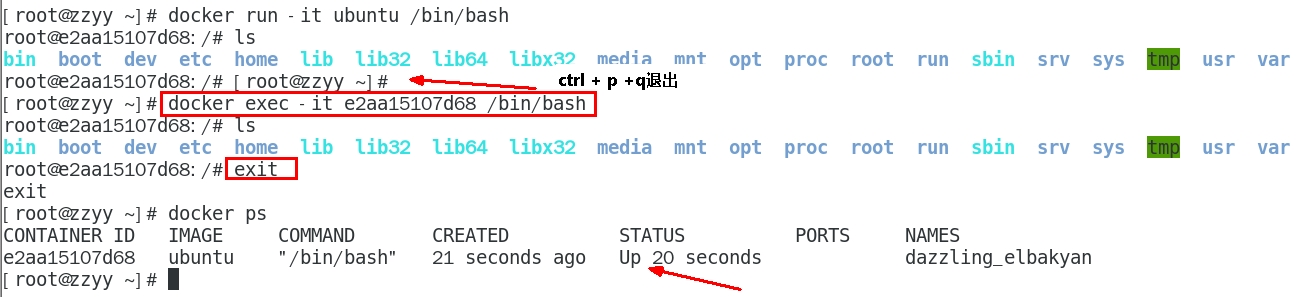 [root@zzyy ~]# docker run -it ubuntu /bin/bash
root@e2aa15107d68:/# ls
bin boot dev etc home lib lib32 lib64 libx32 media mnt opt proc root run sbin srv sys tmp usr var
root@e2aa15107d68:/# [root@zzyy ~]# ctrl + p +q退出
[root@zzyy ~]# docker exec -it e2aa15107d68 /bin/bash
root@e2aa15107d68:/# ls
bin boot dev etc home lib lib32 lib64 libx32 media mnt opt proc root run sbin srv sys tmp usr var
root@e2aa15107d68:/# exit
exit
[root@zzyy ~]# docker ps
CONTAINER ID IMAGE COMMAND CREATED STATUS PORTS NAMES
e2aa15107d68 ubuntu "/bin/bash" 21 seconds ago Up 20 seconds dazzling_elbakyan
[root@zzyy ~]#